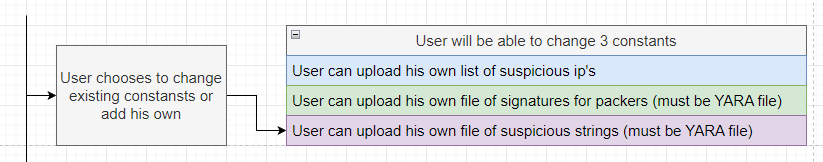 User chooses to change
existing constansts or
add his own
User will be able to change 3 constants
User can upload his own list of suspicious ip's
User can upload his own file of signatures for packers (must be YARA file)
User can upload his own file of suspicious strings (must be YARA file)